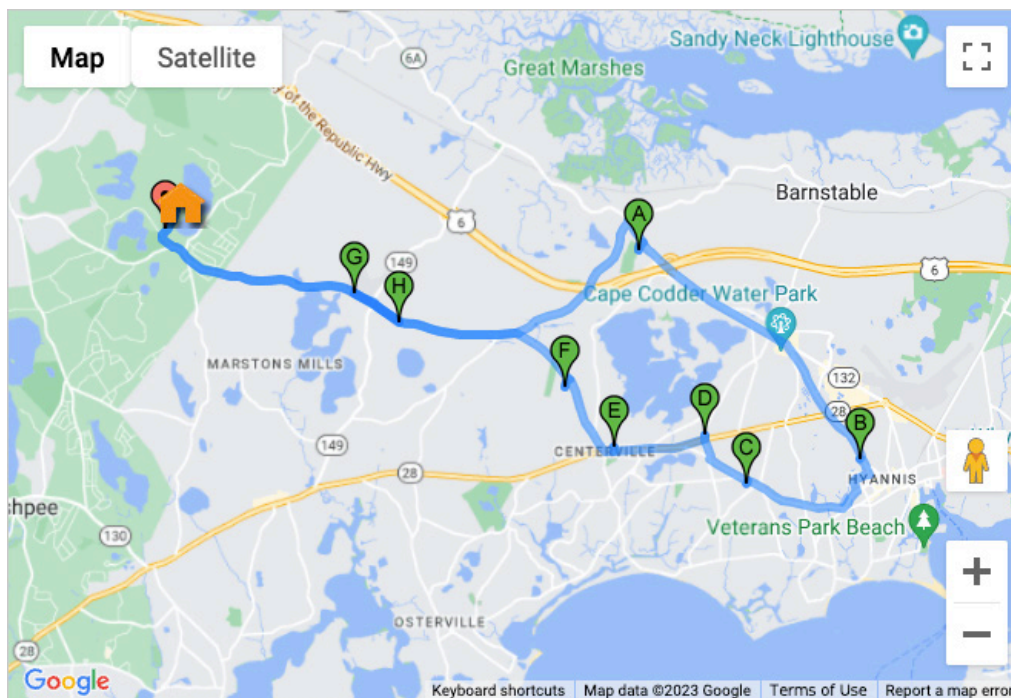 Map
Satellite
6A
Sandy Neck Lighthouse
Great Marshes
of the Republic Hwy
Barnstable
A
6
149
G
H
6
Cape Codder Water Park
MARSTONS MILLS
F
132
D
28
B
E
CENTERVILLE
C
149
28
HYANNIS
shpee
130
Veterans Park Beach
OSTERVILLE
28
Google
Keyboard shortcuts
Map data ©2023 Google
Terms of Use
Report a map error